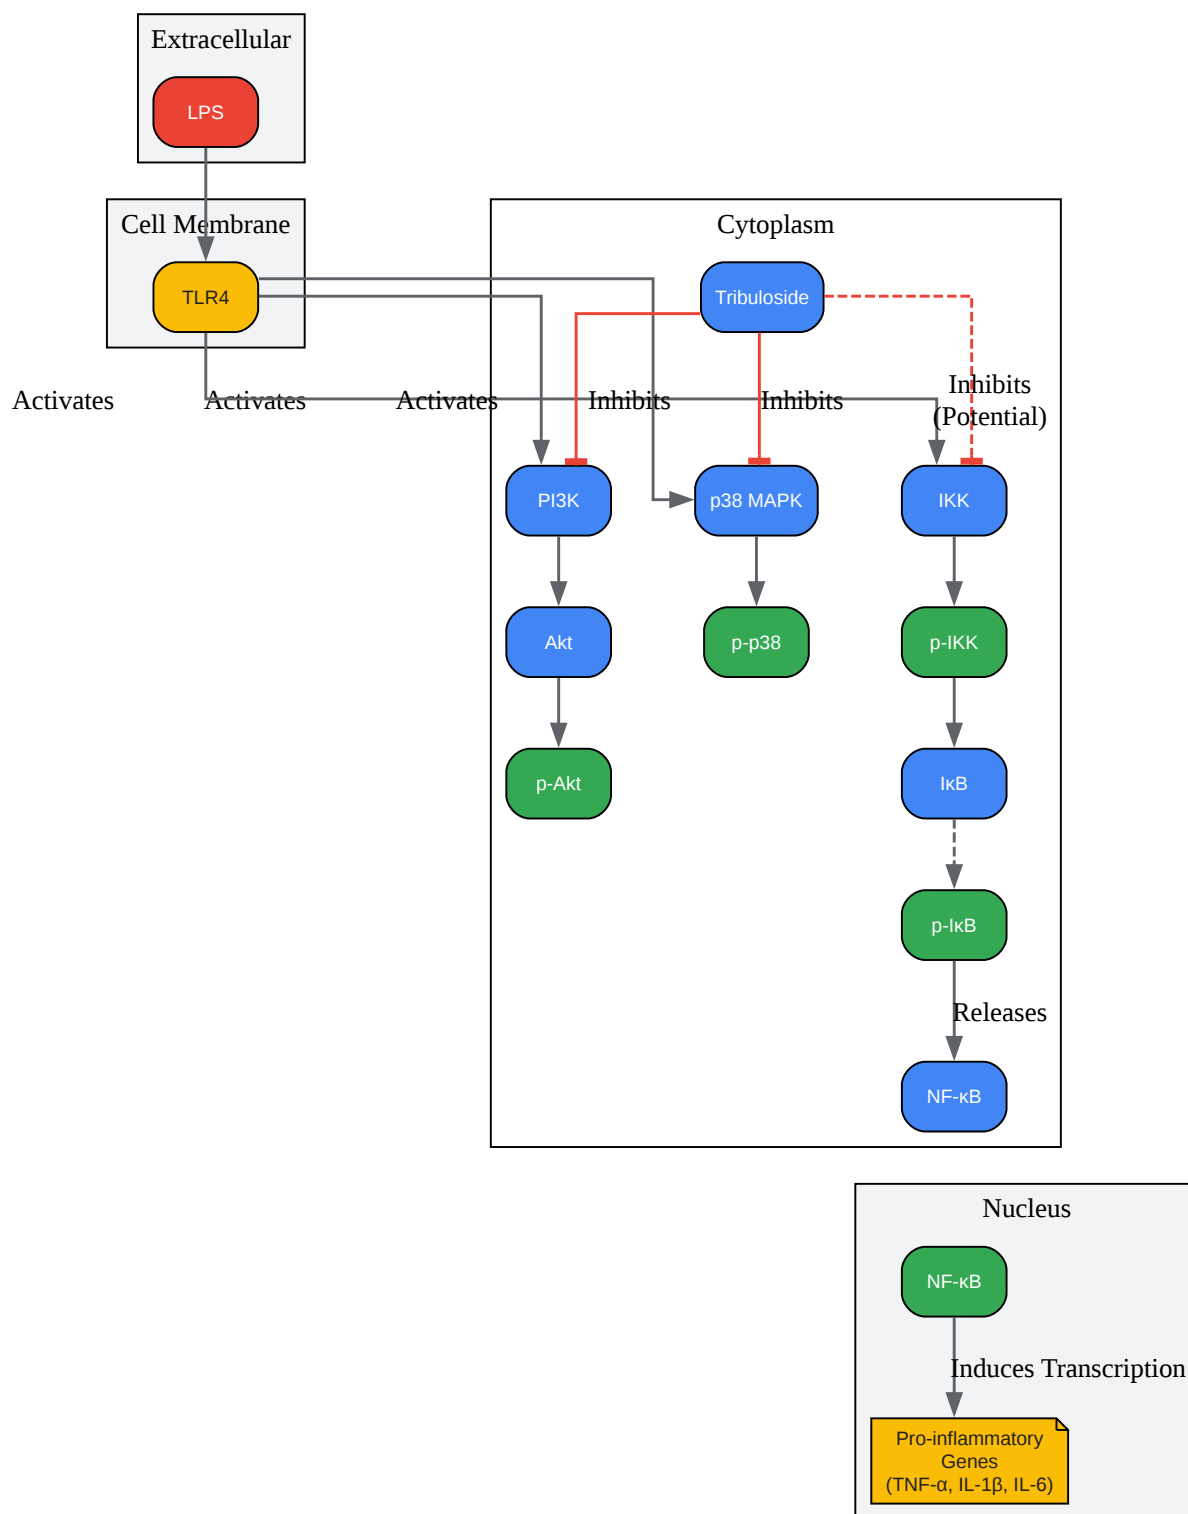 Extracellular
LPS
Cell Membrane
TLR4
Cytoplasm
Tribuloside
Activates
Activates
Activates
Inhibits
Inhibits
Inhibits
(Potential)
PI3K
p38 MAPK
IKK
Akt
p-p38
p-IKK
p-Akt
IκB
p-IκB
Releases
NF-κB
Nucleus
NF-κB
Induces Transcription
Pro-inflammatory
Genes
(TNF-α, IL-1β, IL-6)